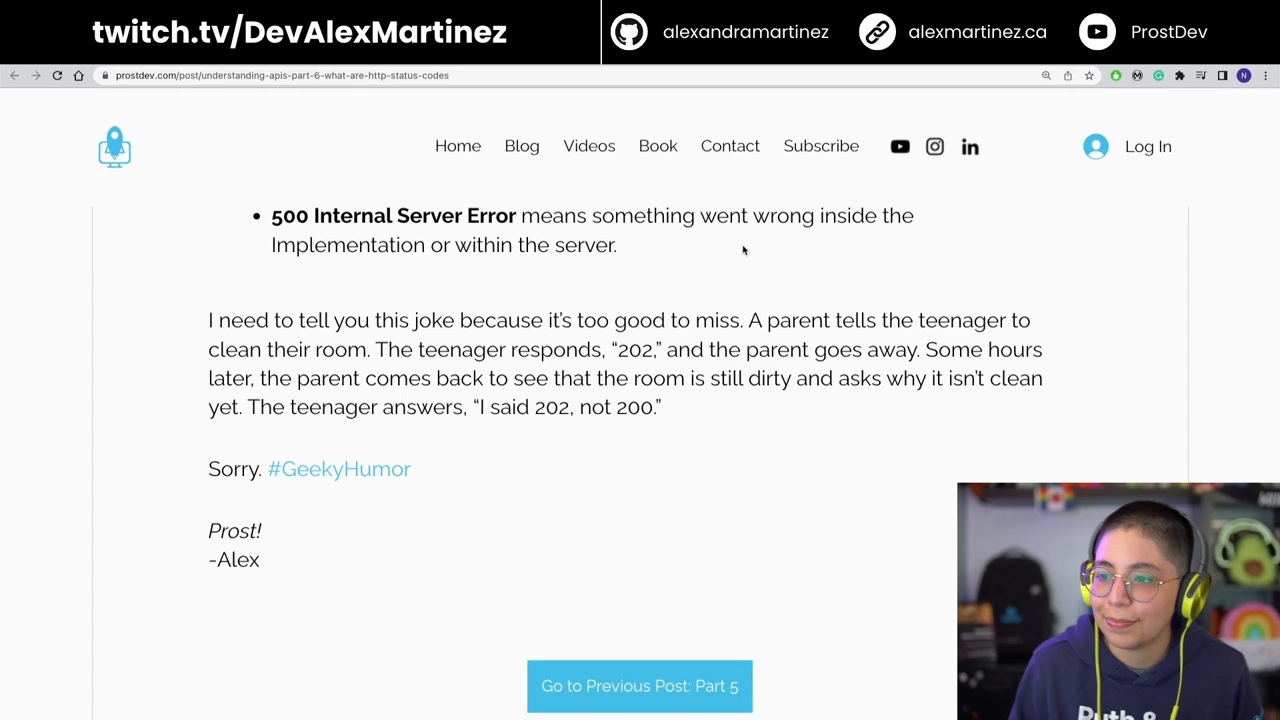 twitch.tv/DevAlexMartinez
alexandramartinez
alexmartinez.ca
ProstDev
prostdev.com/post/understanding-apis-part-6-what-are-http-status-codes
N
Home Blog Videos Book Contact Subscribe
Log In
• 500 Internal Server Error means something went wrong inside the
Implementation or within the server.
I need to tell you this joke because it’s too good to miss. A parent tells the teenager to
clean their room. The teenager responds, “202,” and the parent goes away. Some hours
later, the parent comes back to see that the room is still dirty and asks why it isn’t clean
yet. The teenager answers, “I said 202, not 200.”
Sorry. #GeekyHumor
Prost!
-Alex
Go to Previous Post: Part 5
Ruth &